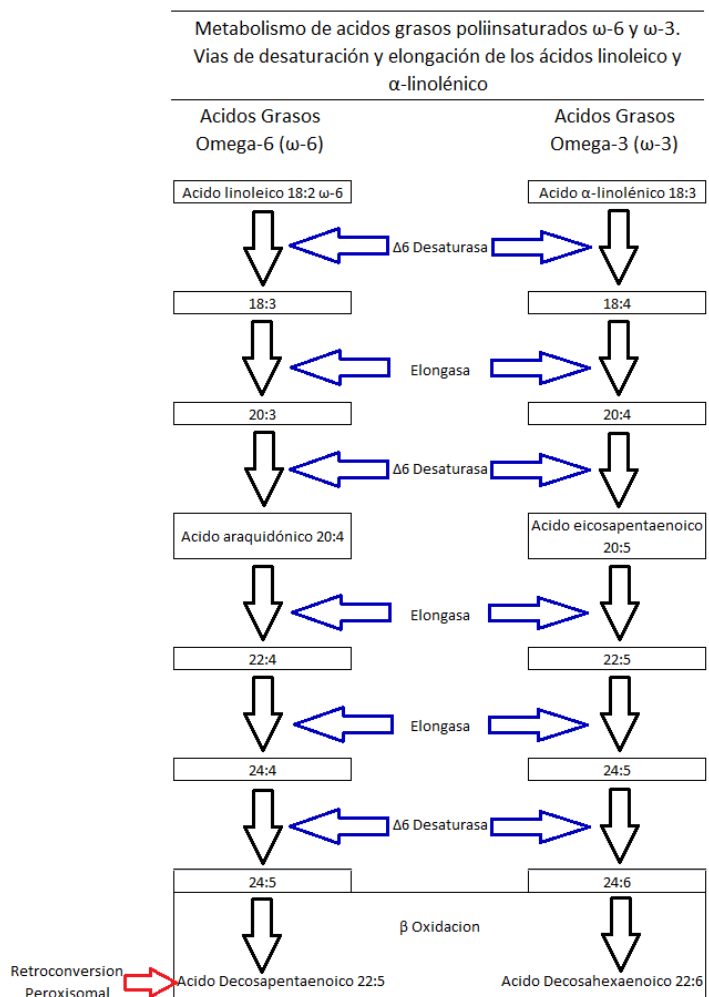 Metabolismo de acidos grasos poliinsaturados ω-6 y ω-3.
Vias de desaturación y elongación de los ácidos linoleico y
α-linolénico
Acidos Grasos
Omega-6 (ω-6)
Acidos Grasos
Omega-3 (ω-3)
Acido linoleico 18:2 ω-6
Acido α-linolénico 18:3
Δ6 Desaturasa
18:3
18:4
Elongasa
20:3
20:4
Δ6 Desaturasa
Acido araquidónico 20:4
Acido eicosapentaenoico
20:5
Elongasa
22:4
22:5
Elongasa
24:4
24:5
Δ6 Desaturasa
24:5
24:6
β Oxidacion
Retroconversion
Peroxisomal
Acido Decosapentaenoico 22:5
Acido Decosahexaenoico 22:6